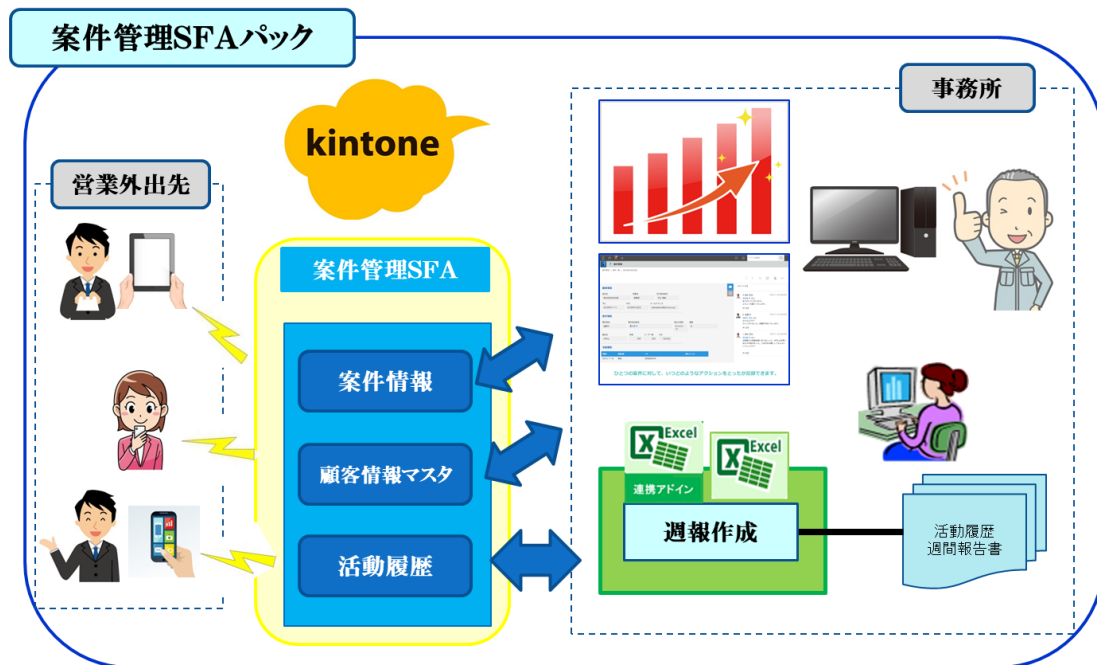 案件管理SFAパック
事務所
kintone
営業外出先
案件管理SFA
案件情報
顧客情報マスタ
活動履歴
ひとつの案件に対して、いつどのようなアクションをとったか記録できます。
Excel
Excel
連携アドイン
週報作成
活動履歴
週間報告書